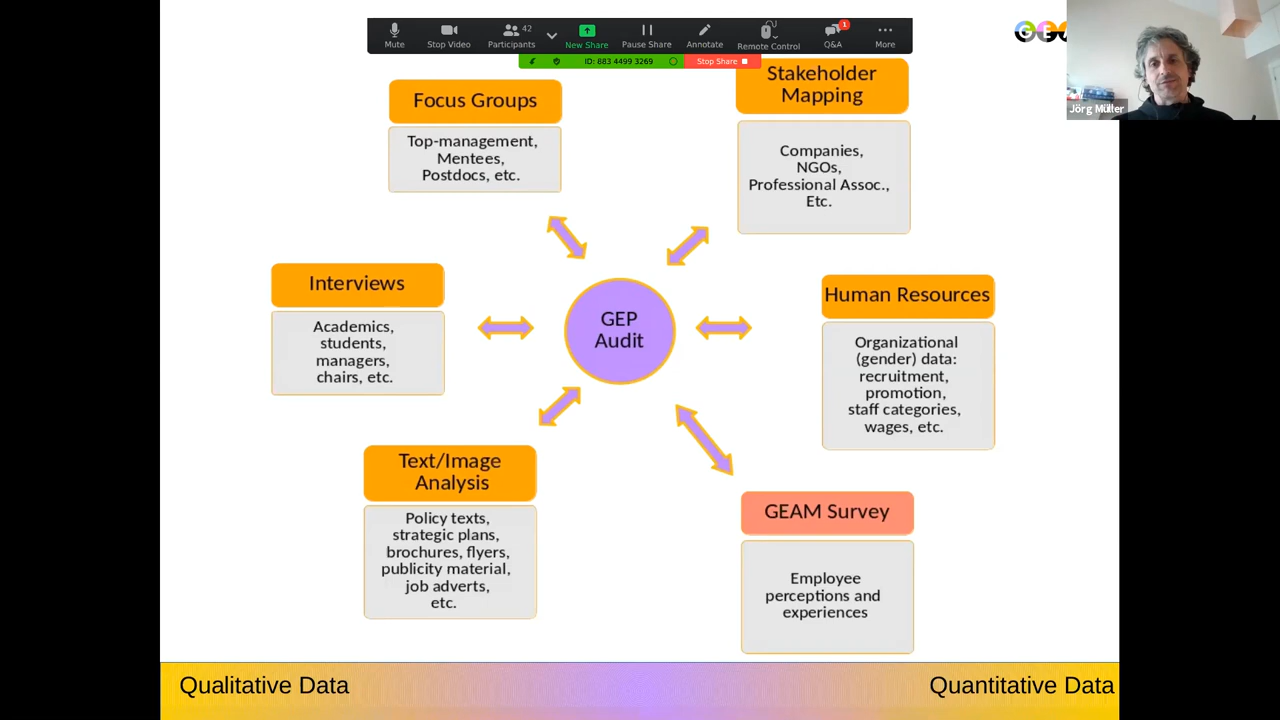 Mute
Stop Video
Participants
42
New Share
Pause Share
Annotate
Remote Control
Q&A
1
More
ID: 883 4499 3269
Stop Share
Jörg Müller
Focus Groups
Top-management,
Mentees,
Postdocs, etc.
Stakeholder
Mapping
Companies,
NGOs,
Professional Assoc.,
Etc.
Interviews
Academics,
students,
managers,
chairs, etc.
GEP
Audit
Human Resources
Organizational
(gender) data:
recruitment,
promotion,
staff categories,
wages, etc.
Text/Image
Analysis
Policy texts,
strategic plans,
brochures, flyers,
publicity material,
job adverts,
etc.
GEAM Survey
Employee
perceptions and
experiences
Qualitative Data
Quantitative Data